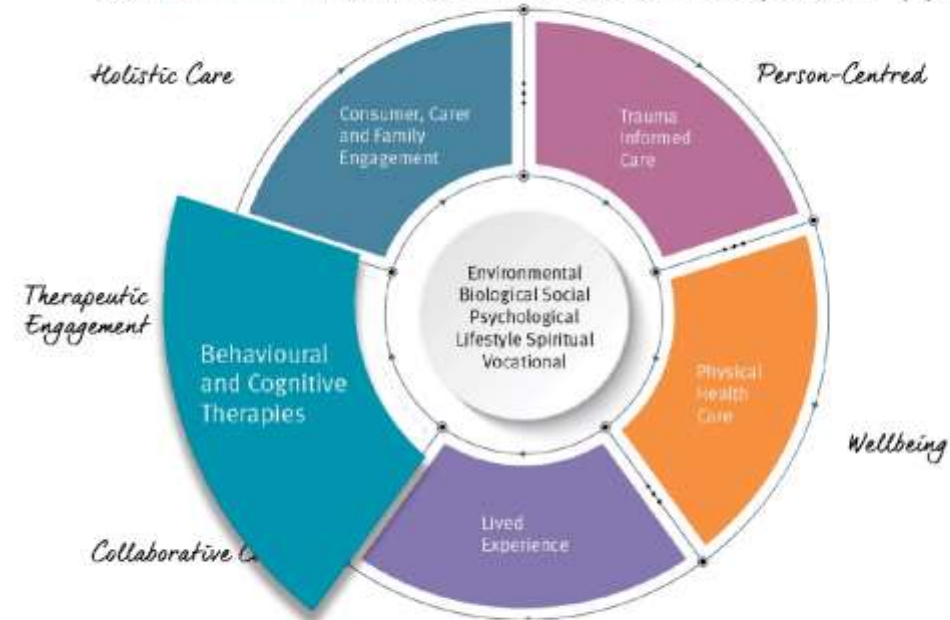 Holistic Care
Person-Centred
Consumer, Carer
and Family
Engagement
Trauma
Informed
Care
Environmental
Biological Social
Psychological
Lifestyle Spiritual
Vocational
Therapeutic
Engagement
Behavioural
and Cognitive
Therapies
Physical
Health
Care
Wellbeing
Lived
Experience
Collaborative